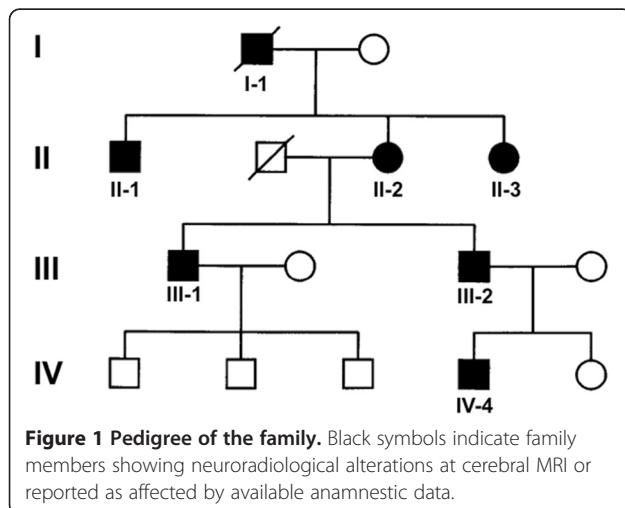 I
I-1
II
II-1
II-2
II-3
III
III-1
III-2
IV
IV-4
Figure 1 Pedigree of the family. Black symbols indicate family
members showing neuroradiological alterations at cerebral MRI or
reported as affected by available anamnestic data.